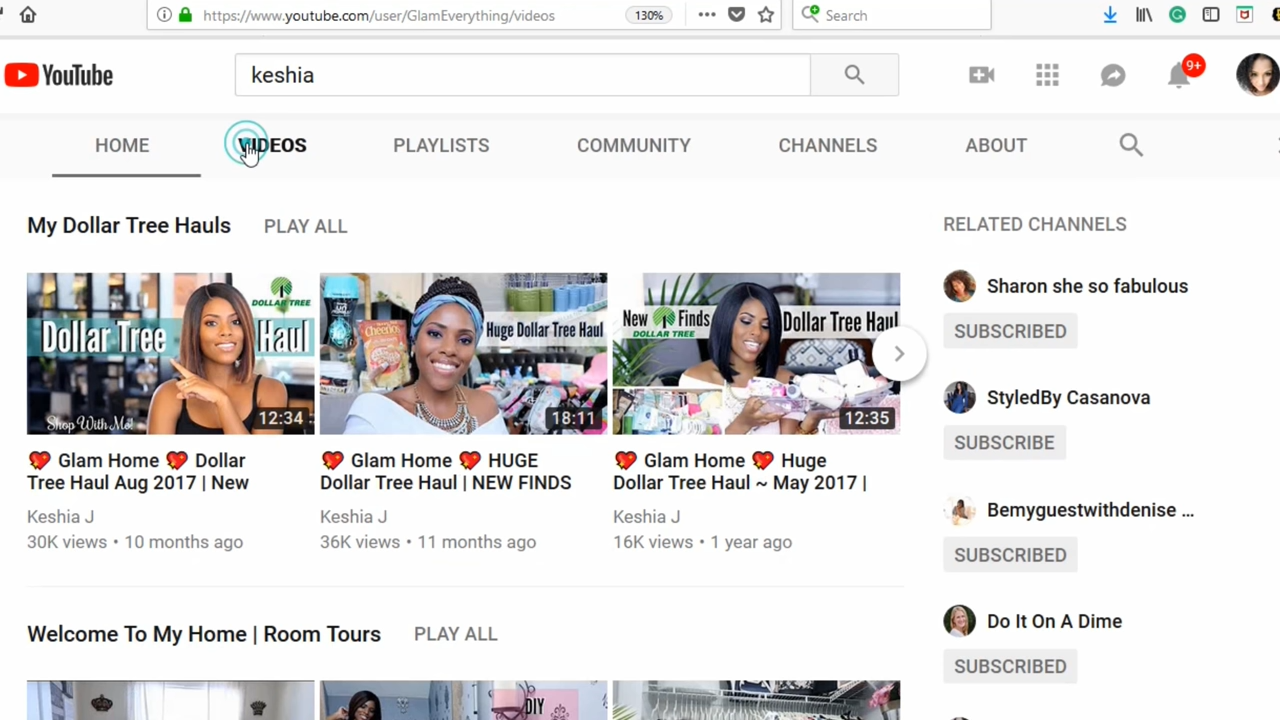 https://www.youtube.com/user/GlamEverything/videos
130%
Search
YouTube
keshia
9+
HOME
VIDEOS
PLAYLISTS
COMMUNITY
CHANNELS
ABOUT
My Dollar Tree Hauls
PLAY ALL
DOLLAR TREE
Dollar Tree Haul
Shop With Me!
12:34
Cheerios
Huge Dollar Tree Haul
18:11
New Finds
DOLLAR TREE
Dollar Tree Haul
12:35
Glam Home Dollar
Tree Haul Aug 2017 | New
Keshia J
30K views • 10 months ago
Glam Home HUGE
Dollar Tree Haul | NEW FINDS
Keshia J
36K views • 11 months ago
Glam Home Huge
Dollar Tree Haul ~ May 2017 |
Keshia J
16K views • 1 year ago
RELATED CHANNELS
Sharon she so fabulous
SUBSCRIBED
StyledBy Casanova
SUBSCRIBE
Bemyguestwithdenise ...
SUBSCRIBED
Do It On A Dime
SUBSCRIBED
Welcome To My Home | Room Tours
PLAY ALL
DIY